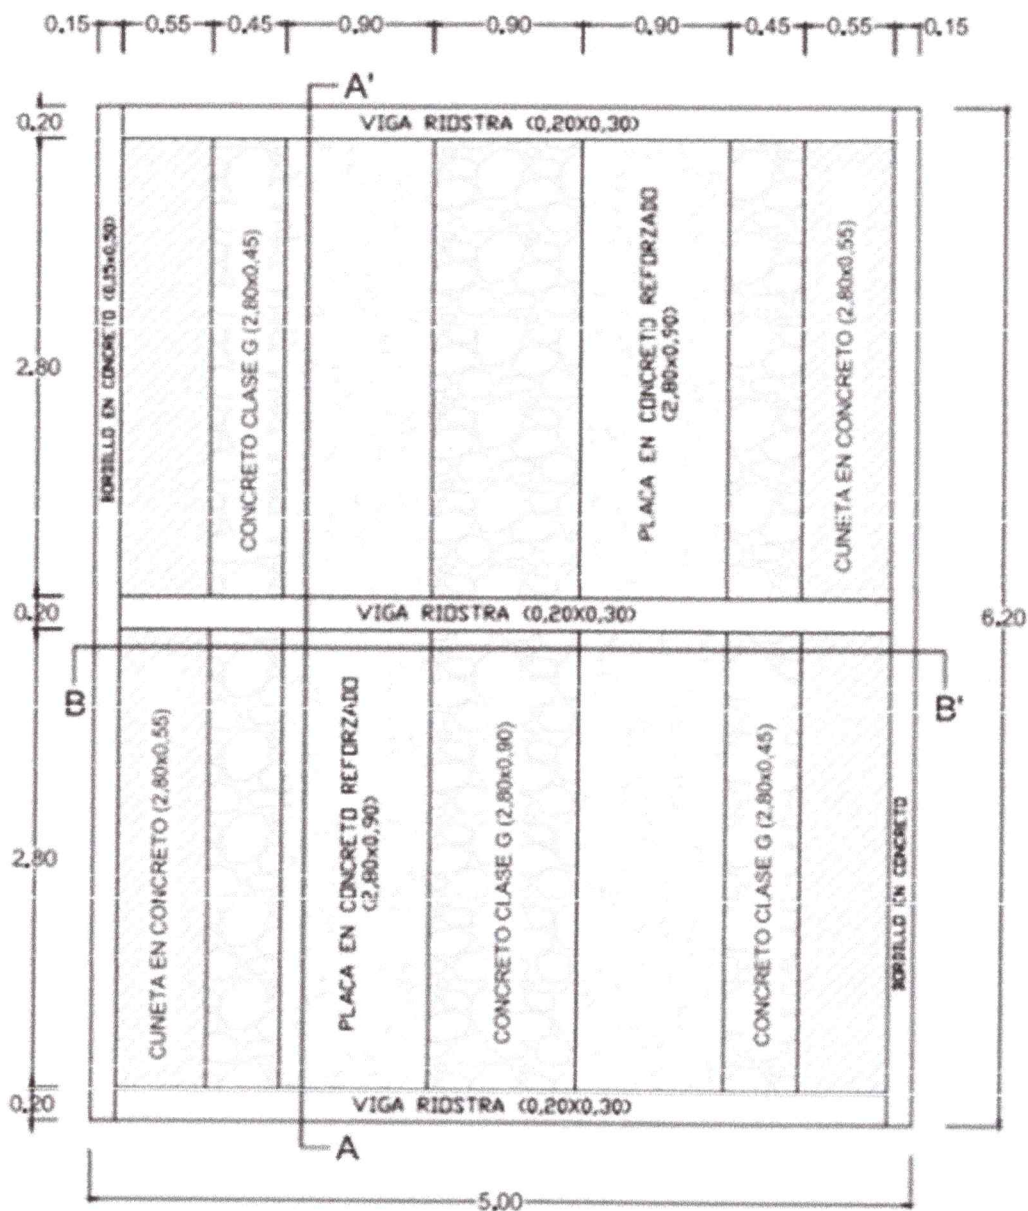 0.15 0.55 0.45 0.90 0.90 0.90 0.45 0.55 0.15
A'
0.20
VIGA RIOSTRA (0,20X0,30)
BORDILLO EN CONCRETO (0,15x0,50)
CONCRETO CLASE G (2,80x0,45)
PLACA EN CONCRETO REFORZADO
(2,80x0,90)
CUNETA EN CONCRETO (2,80x0,55)
2.80
0.20
VIGA RIOSTRA (0,20X0,30)
6.20
B
B'
CUNETA EN CONCRETO (2,80x0,55)
PLACA EN CONCRETO REFORZADO
(2,80x0,90)
CONCRETO CLASE G (2,80x0,90)
CONCRETO CLASE G (2,80x0,45)
BORDILLO EN CONCRETO
2.80
0.20
VIGA RIOSTRA (0,20X0,30)
A
5.00